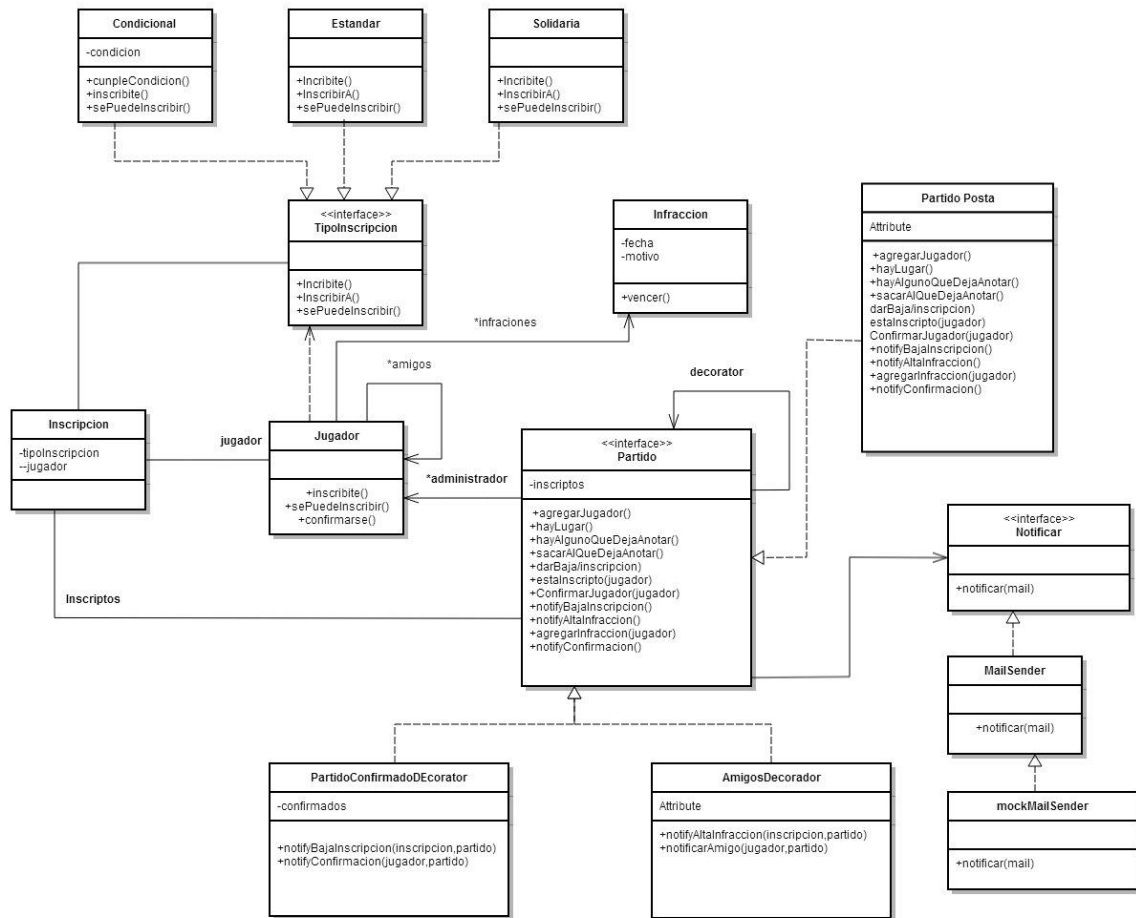 Condicional
-condicion
+cunpleCondicion()
+inscribite()
+sePuedeInscribir()
Estandar
+Incribite()
+InscribirA()
+sePuedeInscribir()
Solidaria
+Incribite()
+InscribirA()
+sePuedeInscribir()
<<interface>>
TipoInscripcion
+Incribite()
+InscribirA()
+sePuedeInscribir()
Infraccion
-fecha
-motivo
+vencer()
Partido Posta
Attribute
+agregarJugador()
+hayLugar()
+hayAlgunoQueDejaAnotar()
+sacarAlQueDejaAnotar()
darBaja/inscripcion)
estaInscripto(jugador)
ConfirmarJugador(jugador)
+notifyBajaInscripcion()
+notifyAltaInfraccion()
+agregarInfraccion(jugador)
+notifyConfirmacion()
*infraciones
*amigos
decorator
Inscripcion
-tipoInscripcion
--jugador
jugador
Jugador
+inscribite()
+sePuedeInscribir()
+confirmarse()
*administrador
Inscriptos
<<interface>>
Partido
-inscriptos
+agregarJugador()
+hayLugar()
+hayAlgunoQueDejaAnotar()
+sacarAlQueDejaAnotar()
+darBaja/inscripcion)
+estaInscripto(jugador)
+ConfirmarJugador(jugador)
+notifyBajaInscripcion()
+notifyAltaInfraccion()
+agregarInfraccion(jugador)
+notifyConfirmacion()
<<interface>>
Notificar
+notificar(mail)
MailSender
+notificar(mail)
mockMailSender
+notificar(mail)
PartidoConfirmadoDEcorator
-confirmados
+notifyBajaInscripcion(inscripcion,partido)
+notifyConfirmacion(jugador,partido)
AmigosDecorador
Attribute
+notifyAltaInfraccion(inscripcion,partido)
+notificarAmigo(jugador,partido)